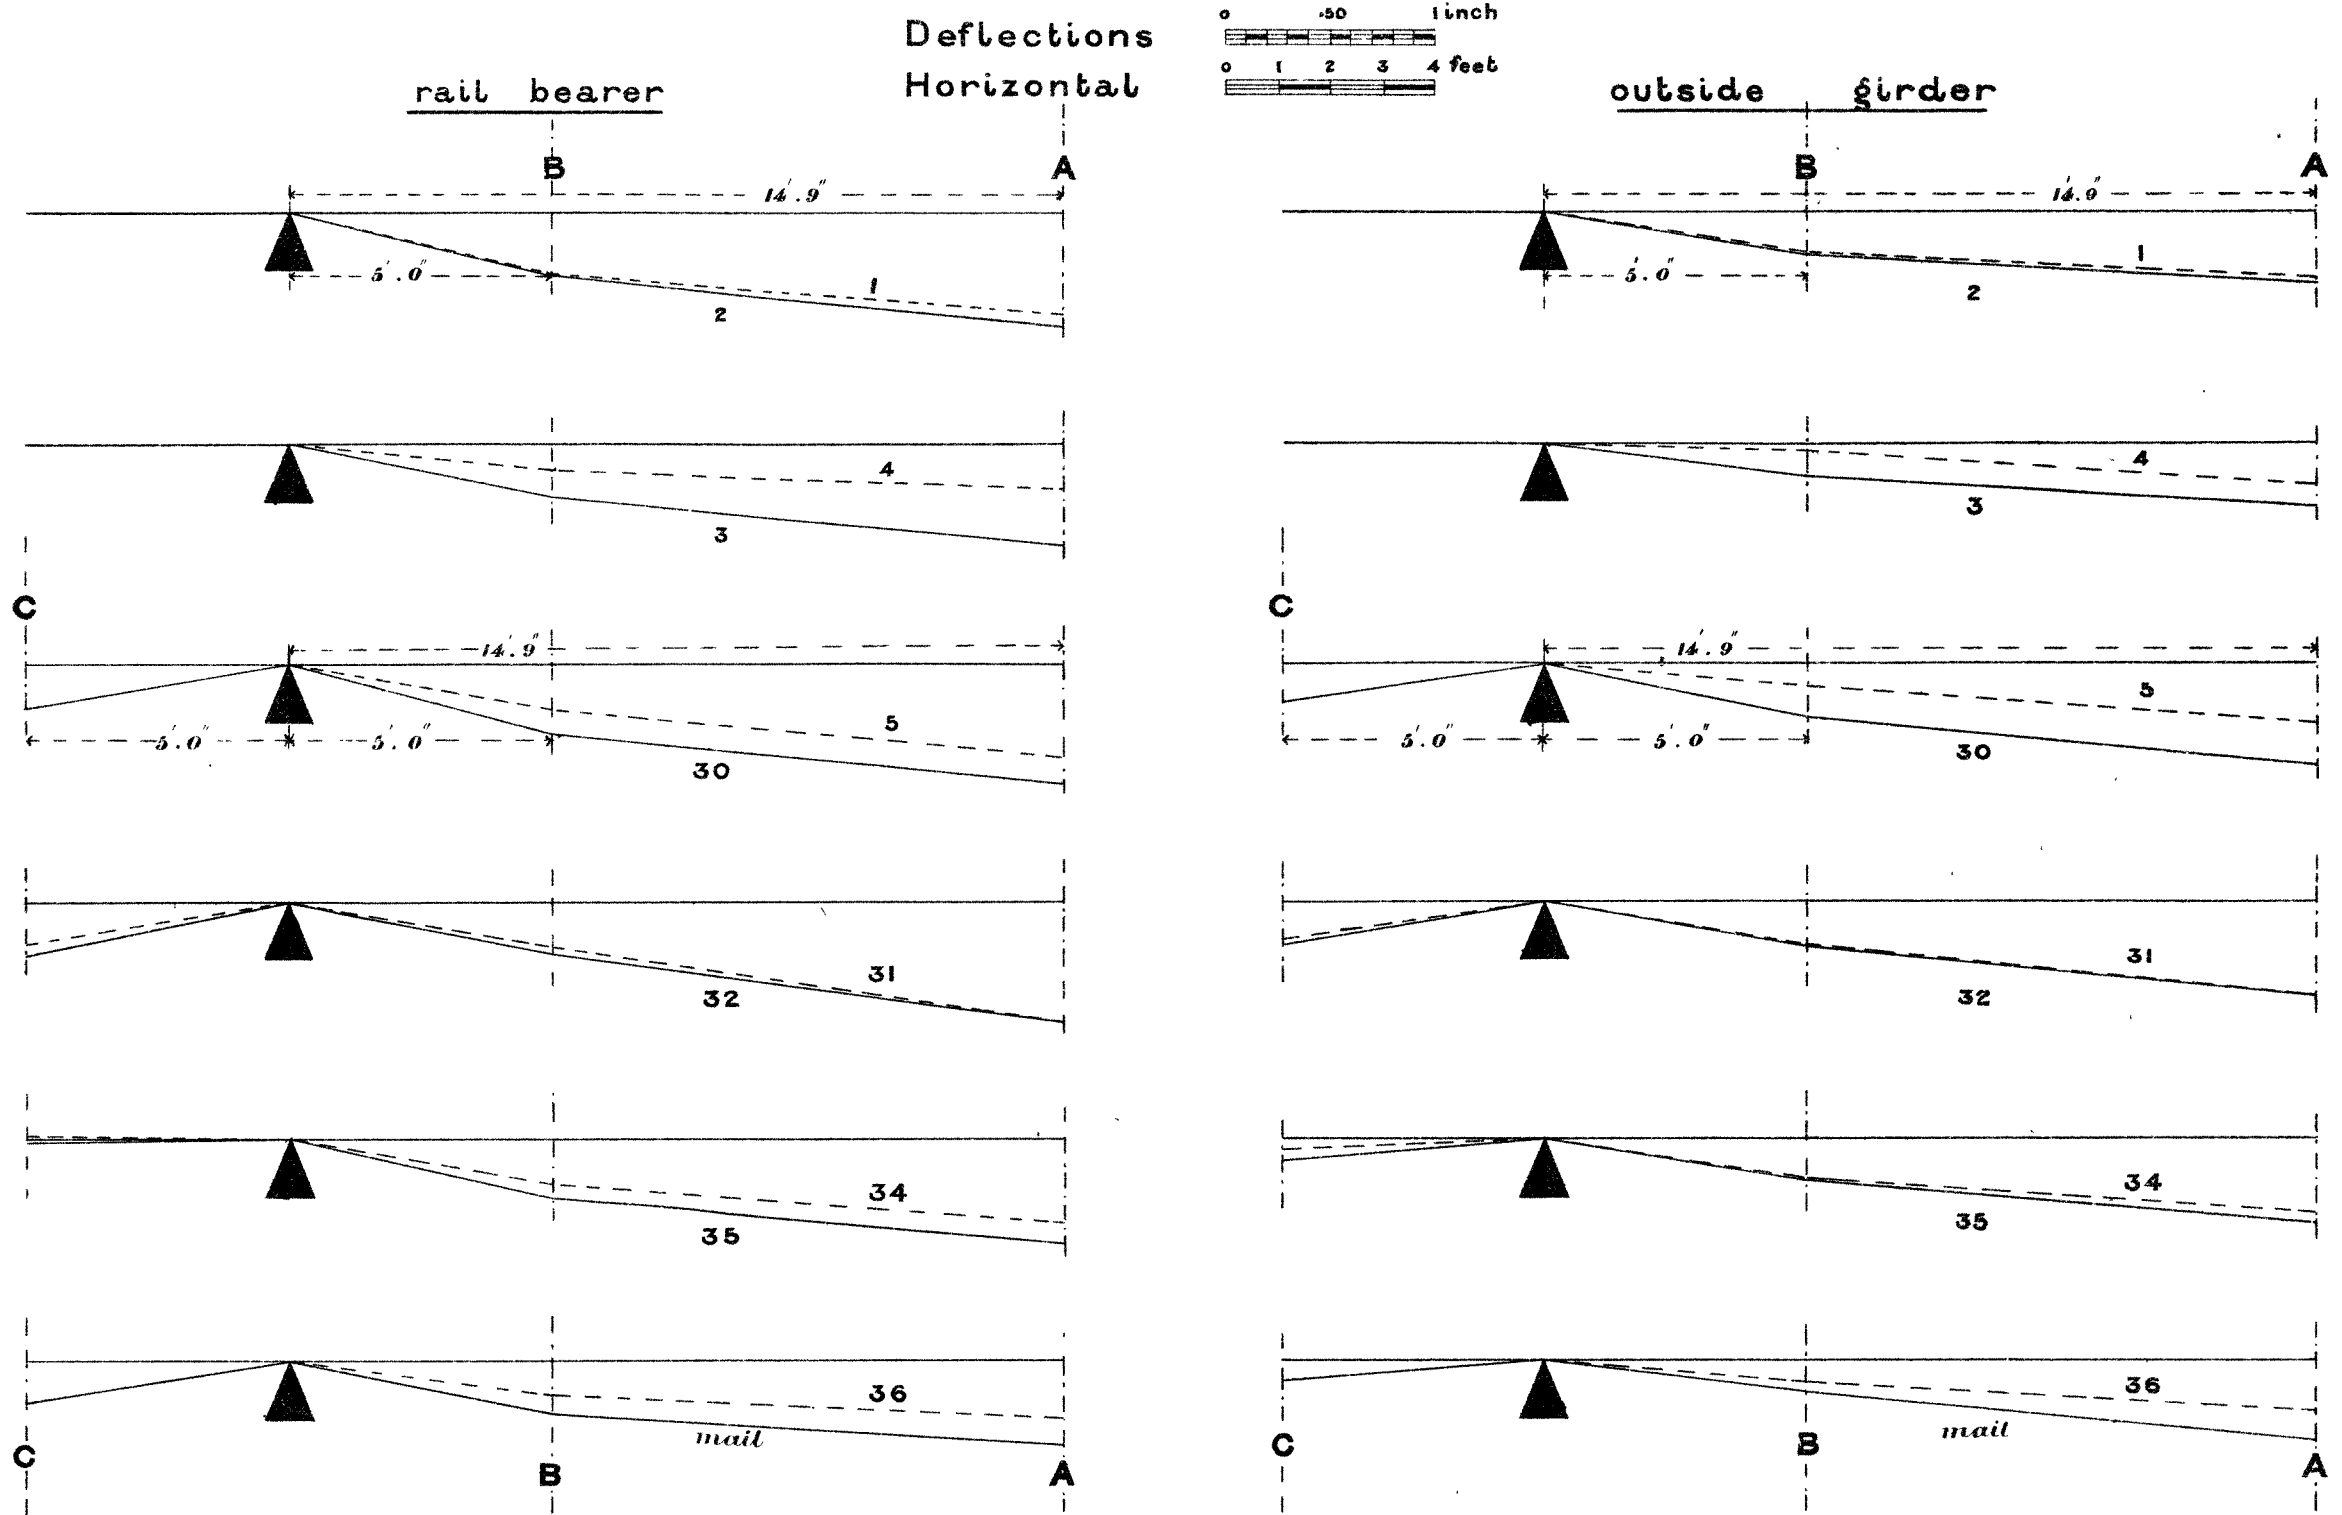 Deflections 0 .50 1 inch
Horizontal 0 1 2 3 4 feet
rail bearer outside girder
B A B A
14'.9" 14'.9"
5'.0" 1 5'.0" 1
2 2
4 4
3 3
C C
14'.9" 14'.9"
5 5
5'.0" 5'.0" 5'.0" 5'.0"
30 30
31 31
32 32
34 34
35 35
36 36
mail mail
C B A C B A